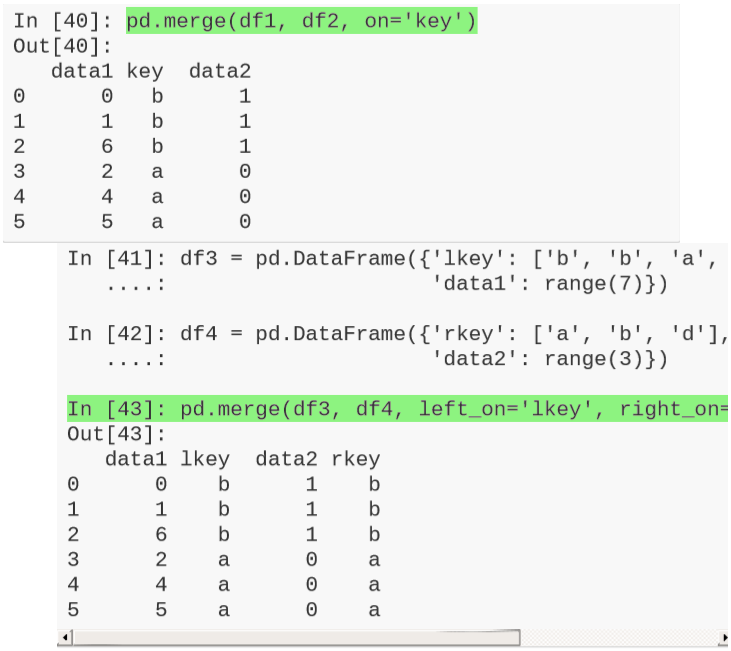 In [40]: pd.merge(df1, df2, on='key')
Out[40]:
   data1 key  data2
0      0   b      1
1      1   b      1
2      6   b      1
3      2   a      0
4      4   a      0
5      5   a      0
In [41]: df3 = pd.DataFrame({'lkey': ['b', 'b', 'a',
   ....:                     'data1': range(7)})
In [42]: df4 = pd.DataFrame({'rkey': ['a', 'b', 'd'],
   ....:                     'data2': range(3)})
In [43]: pd.merge(df3, df4, left_on='lkey', right_on=
Out[43]:
   data1 lkey  data2 rkey
0      0    b      1    b
1      1    b      1    b
2      6    b      1    b
3      2    a      0    a
4      4    a      0    a
5      5    a      0    a